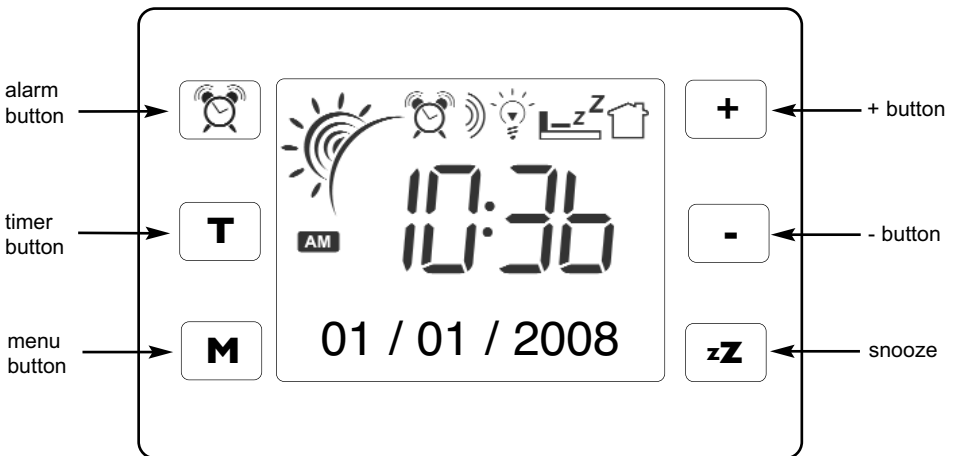 alarm
button
+
+ button
z Z
10:36
timer
button
T
AM
-
- button
menu
button
M
01 / 01 / 2008
zZ
snooze